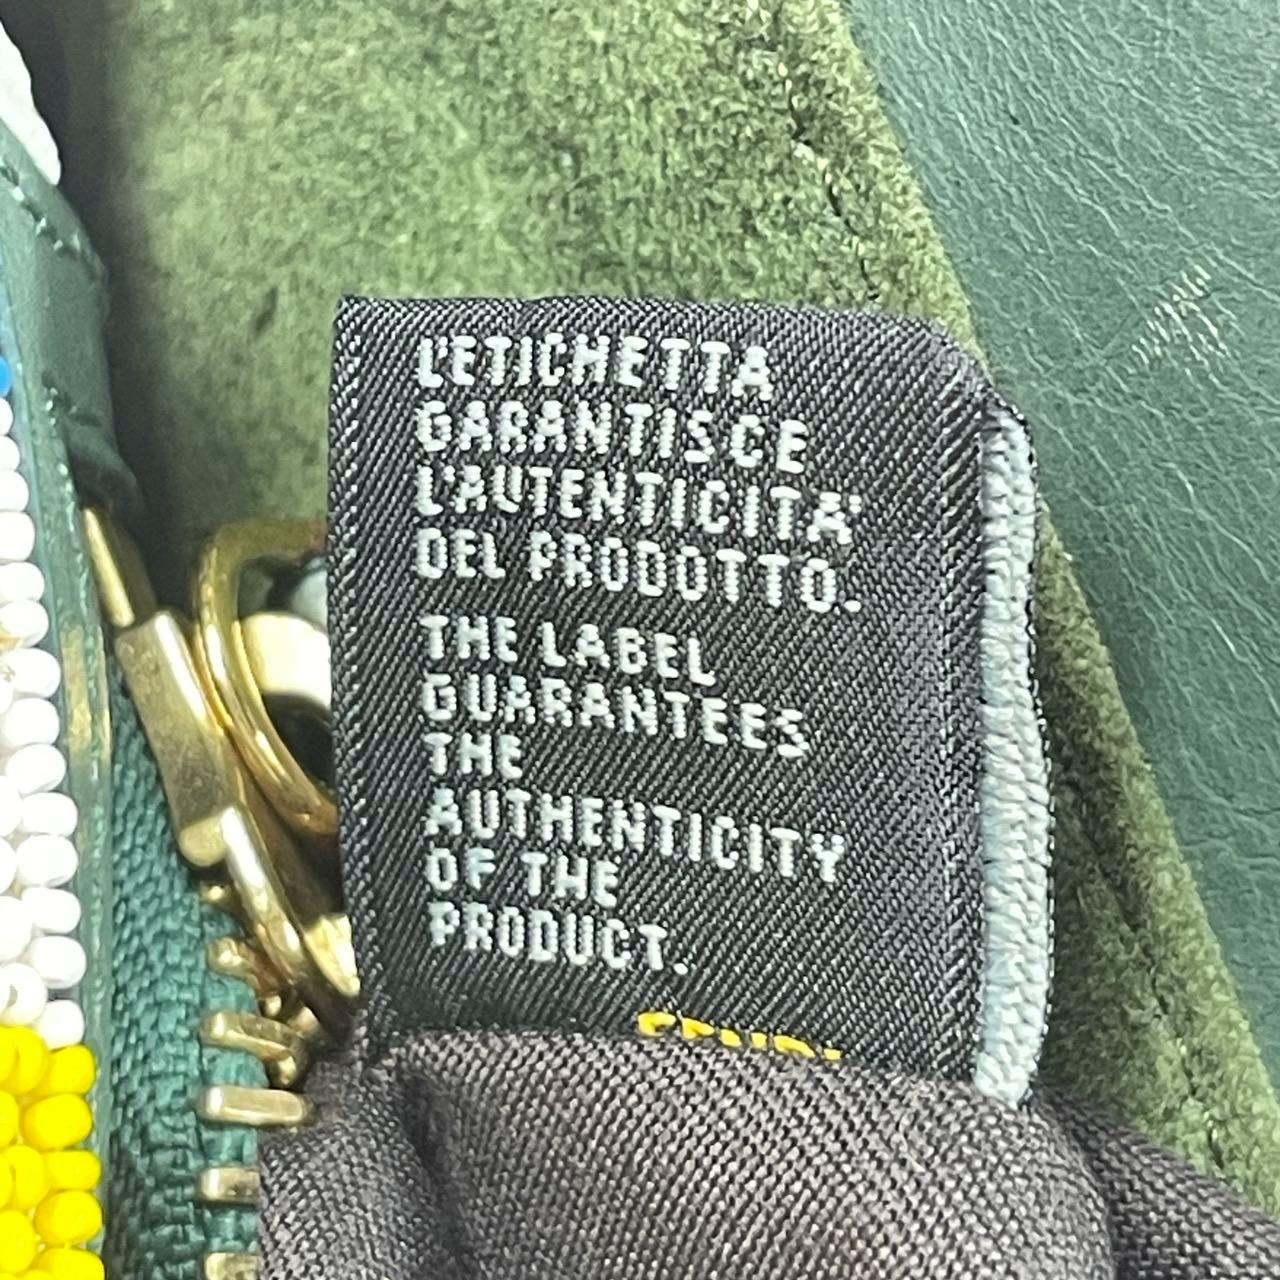 L'ETICHETTA
GARANTISCE
L'AUTENTICITA'
DEL PRODOTTO.
THE LABEL
GUARANTEES
THE
AUTHENTICITY
OF THE
PRODUCT.